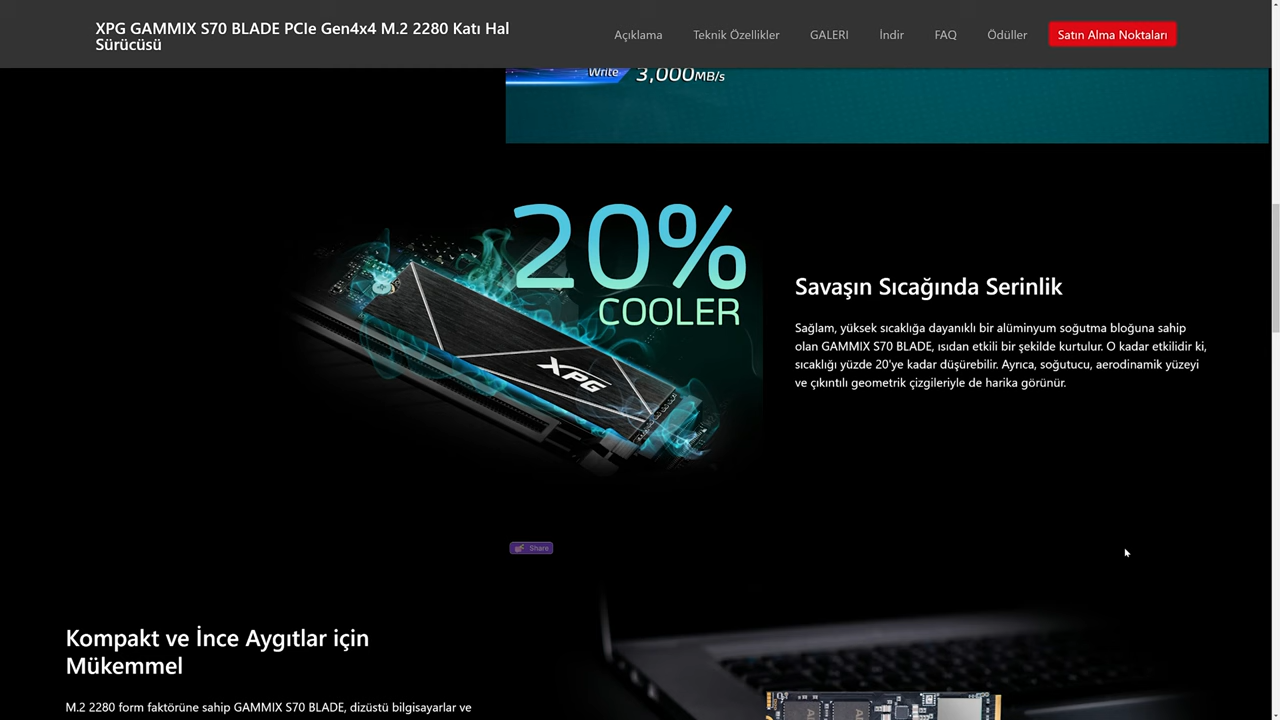 XPG GAMMIX S70 BLADE PCIe Gen4x4 M.2 2280 Katı Hal
Sürücüsü
Açıklama
Teknik Özellikler
GALERI
İndir
FAQ
Ödüller
Satın Alma Noktaları
Write 3,000MB/s
20%
COOLER
XPG
Savaşın Sıcağında Serinlik
Sağlam, yüksek sıcaklığa dayanıklı bir alüminyum soğutma bloğuna sahip
olan GAMMIX S70 BLADE, ısıdan etkili bir şekilde kurtulur. O kadar etkilidir ki,
sıcaklığı yüzde 20'ye kadar düşürebilir. Ayrıca, soğutucu, aerodinamik yüzeyi
ve çıkıntılı geometrik çizgileriyle de harika görünür.
Share
Kompakt ve İnce Aygıtlar için
Mükemmel
M.2 2280 form faktörüne sahip GAMMIX S70 BLADE, dizüstü bilgisayarlar ve